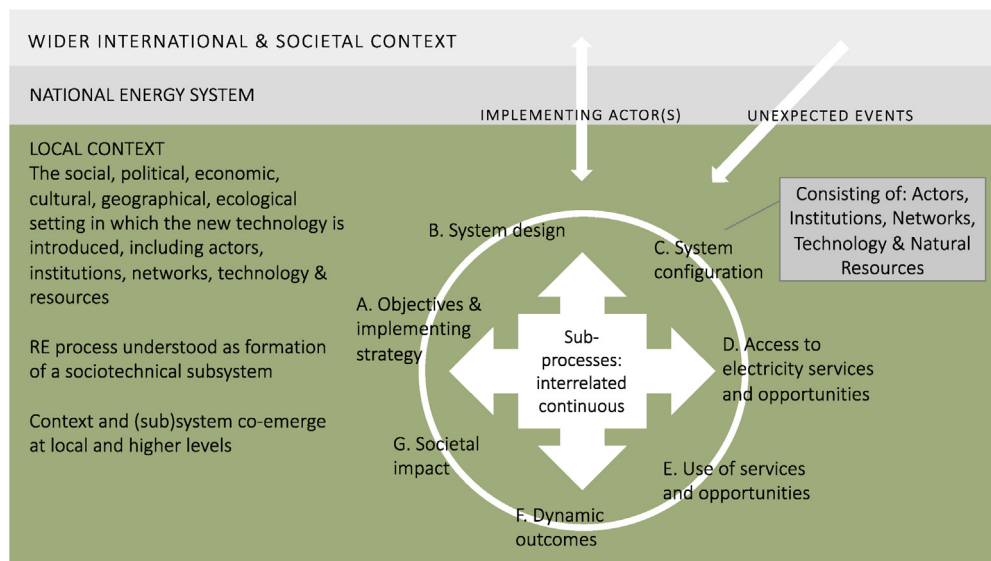 WIDER INTERNATIONAL & SOCIETAL CONTEXT
NATIONAL ENERGY SYSTEM
IMPLEMENTING ACTOR(S)
UNEXPECTED EVENTS
LOCAL CONTEXT
The social, political, economic,
cultural, geographical, ecological
setting in which the new technology is
introduced, including actors,
institutions, networks, technology &
resources
RE process understood as formation
of a sociotechnical subsystem
Context and (sub)system co-emerge
at local and higher levels
Consisting of: Actors,
Institutions, Networks,
Technology & Natural
Resources
A. Objectives &
implementing
strategy
B. System design
C. System
configuration
D. Access to
electricity services
and opportunities
E. Use of services
and opportunities
F. Dynamic
outcomes
G. Societal
impact
Sub-
processes:
interrelated
continuous